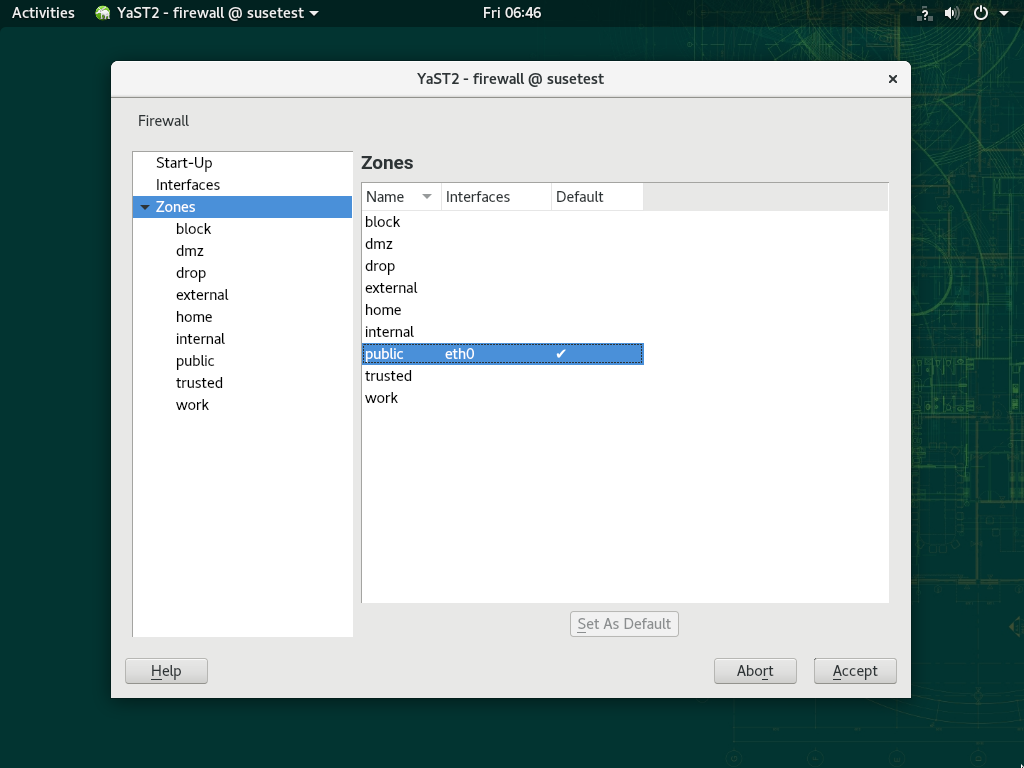 Activities YaST2 - firewall @ susetest Fri 06:46 ?
YaST2 - firewall @ susetest
Firewall
Start-Up
Interfaces
Zones
block
dmz
drop
external
home
internal
public
trusted
work
Zones
Name Interfaces Default
block
dmz
drop
external
home
internal
public eth0 ✔
trusted
work
Set As Default
Help Abort Accept